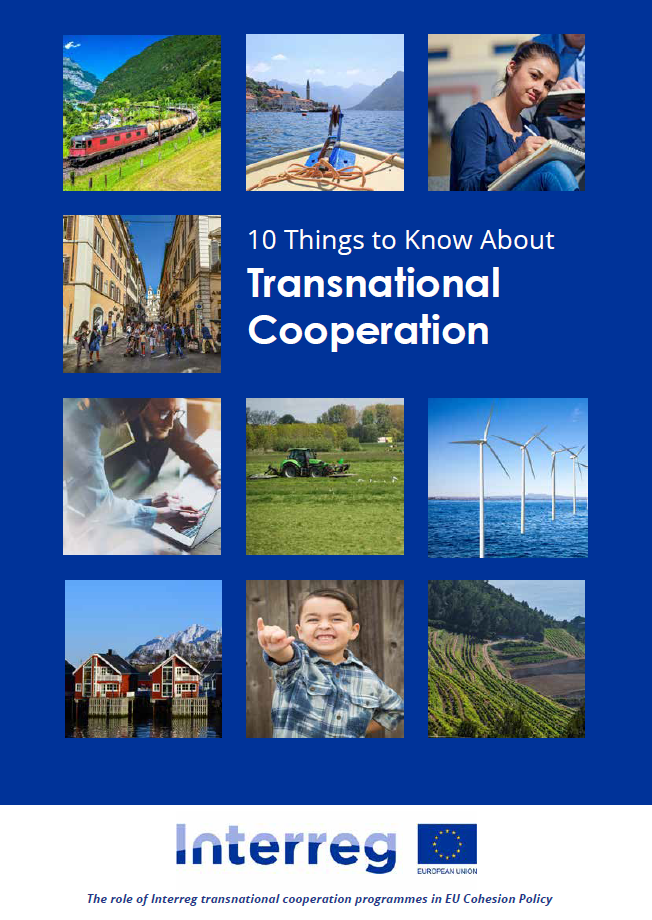 10 Things to Know About
Transnational
Cooperation
Interreg
EUROPEAN UNION
The role of Interreg transnational cooperation programmes in EU Cohesion Policy